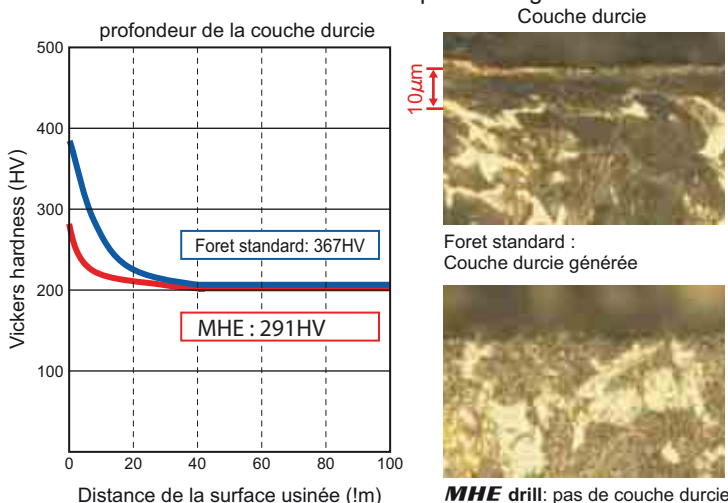 profondeur de la couche durcie
500
400
300
200
100
Vickers hardness (HV)
Foret standard: 367HV
MHE : 291HV
0 20 40 60 80 100
Distance de la surface usinée (!m)
Couche durcie
10μm
Foret standard :
Couche durcie générée
MHE drill: pas de couche durcie